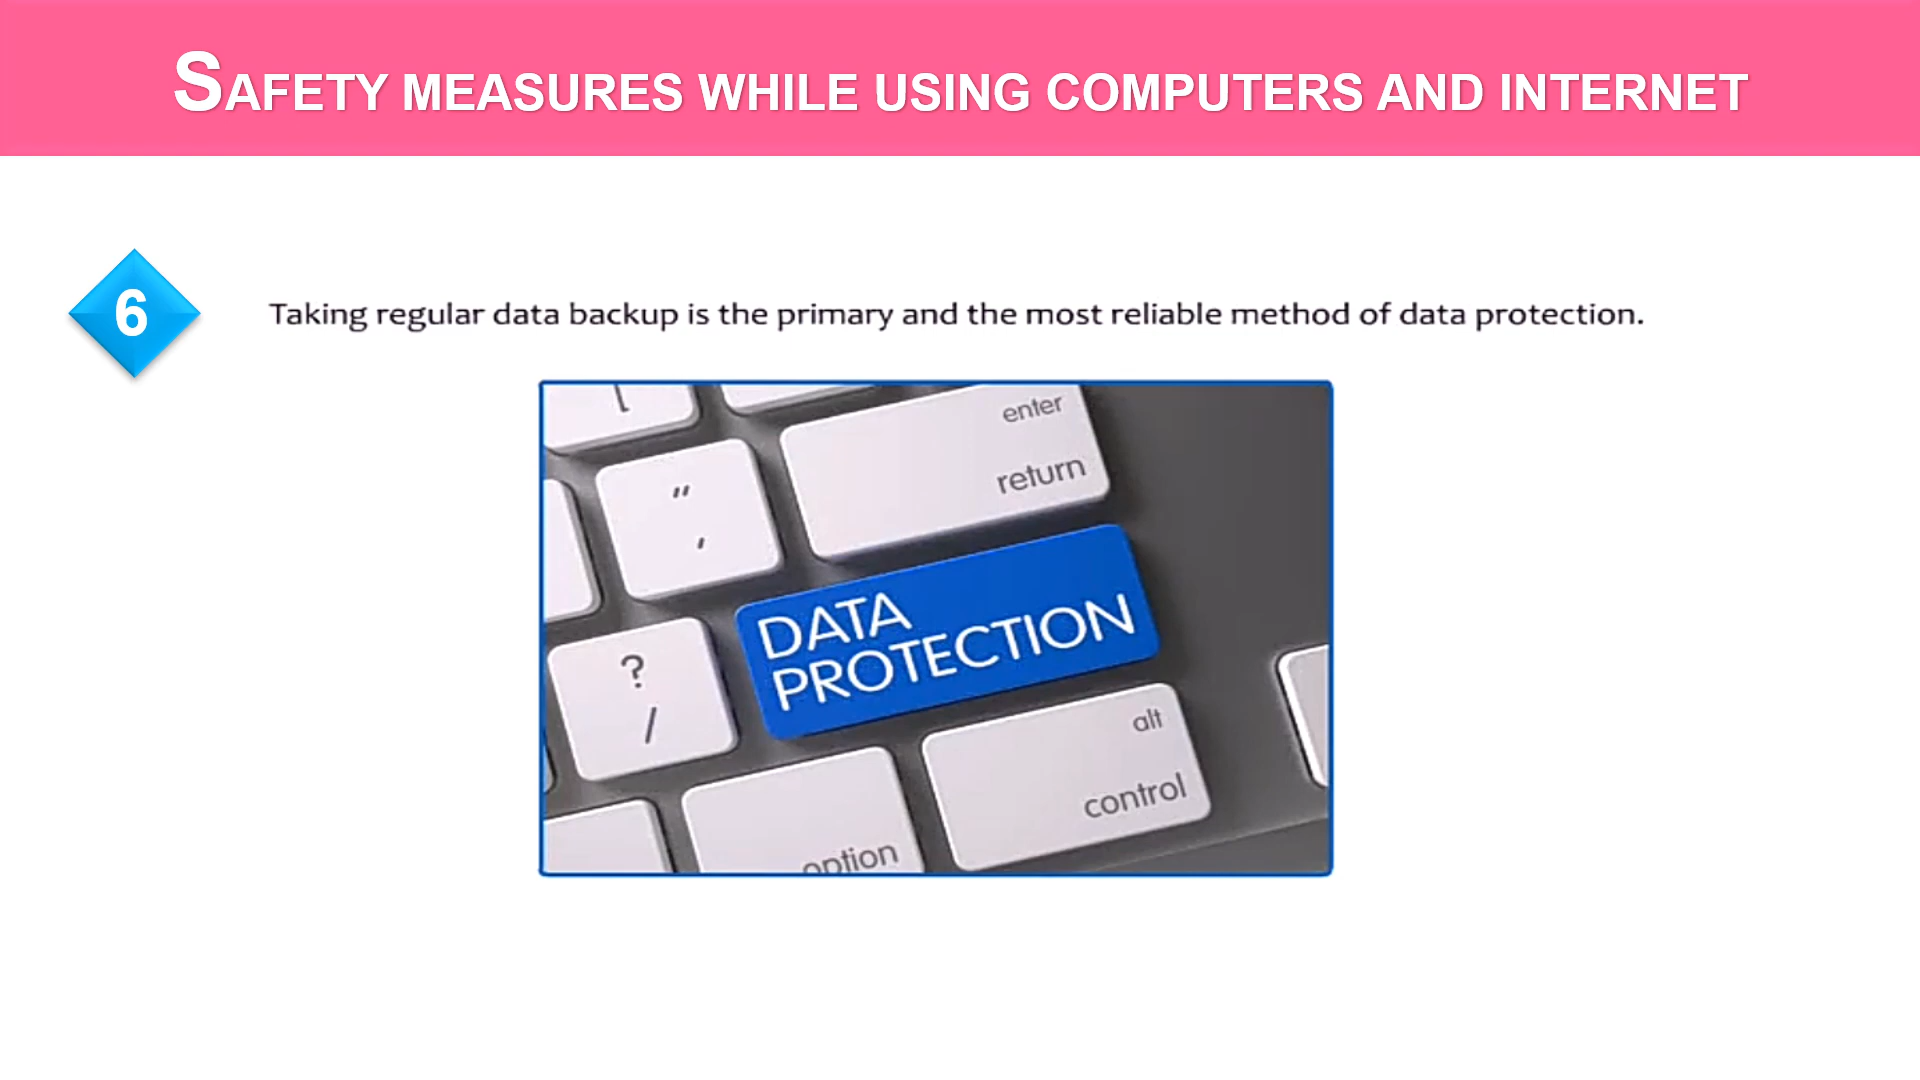 SAFETY MEASURES WHILE USING COMPUTERS AND INTERNET
6
Taking regular data backup is the primary and the most reliable method of data protection.
[
enter
return
"
,
DATA
PROTECTION
?
/
alt
control
option